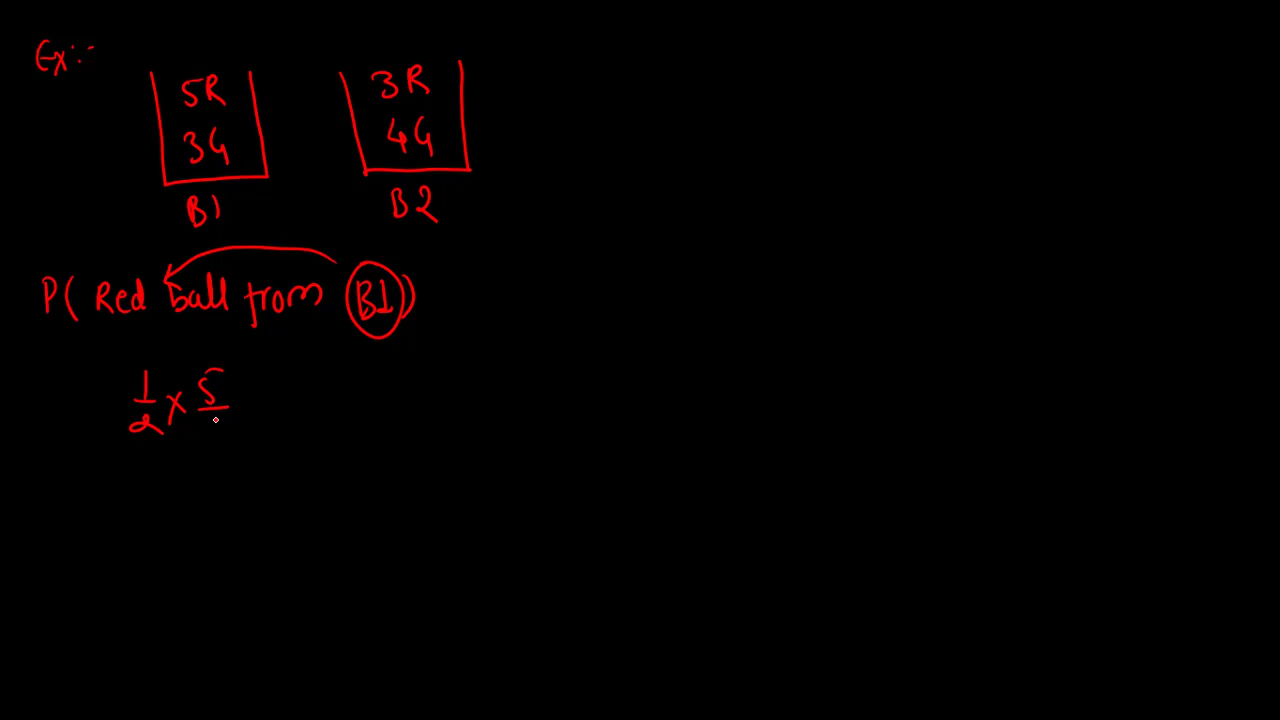 Ex:-
5R 3R
3G 4G
B1 B2
P( Red ball from B1)
1/2 × 5/